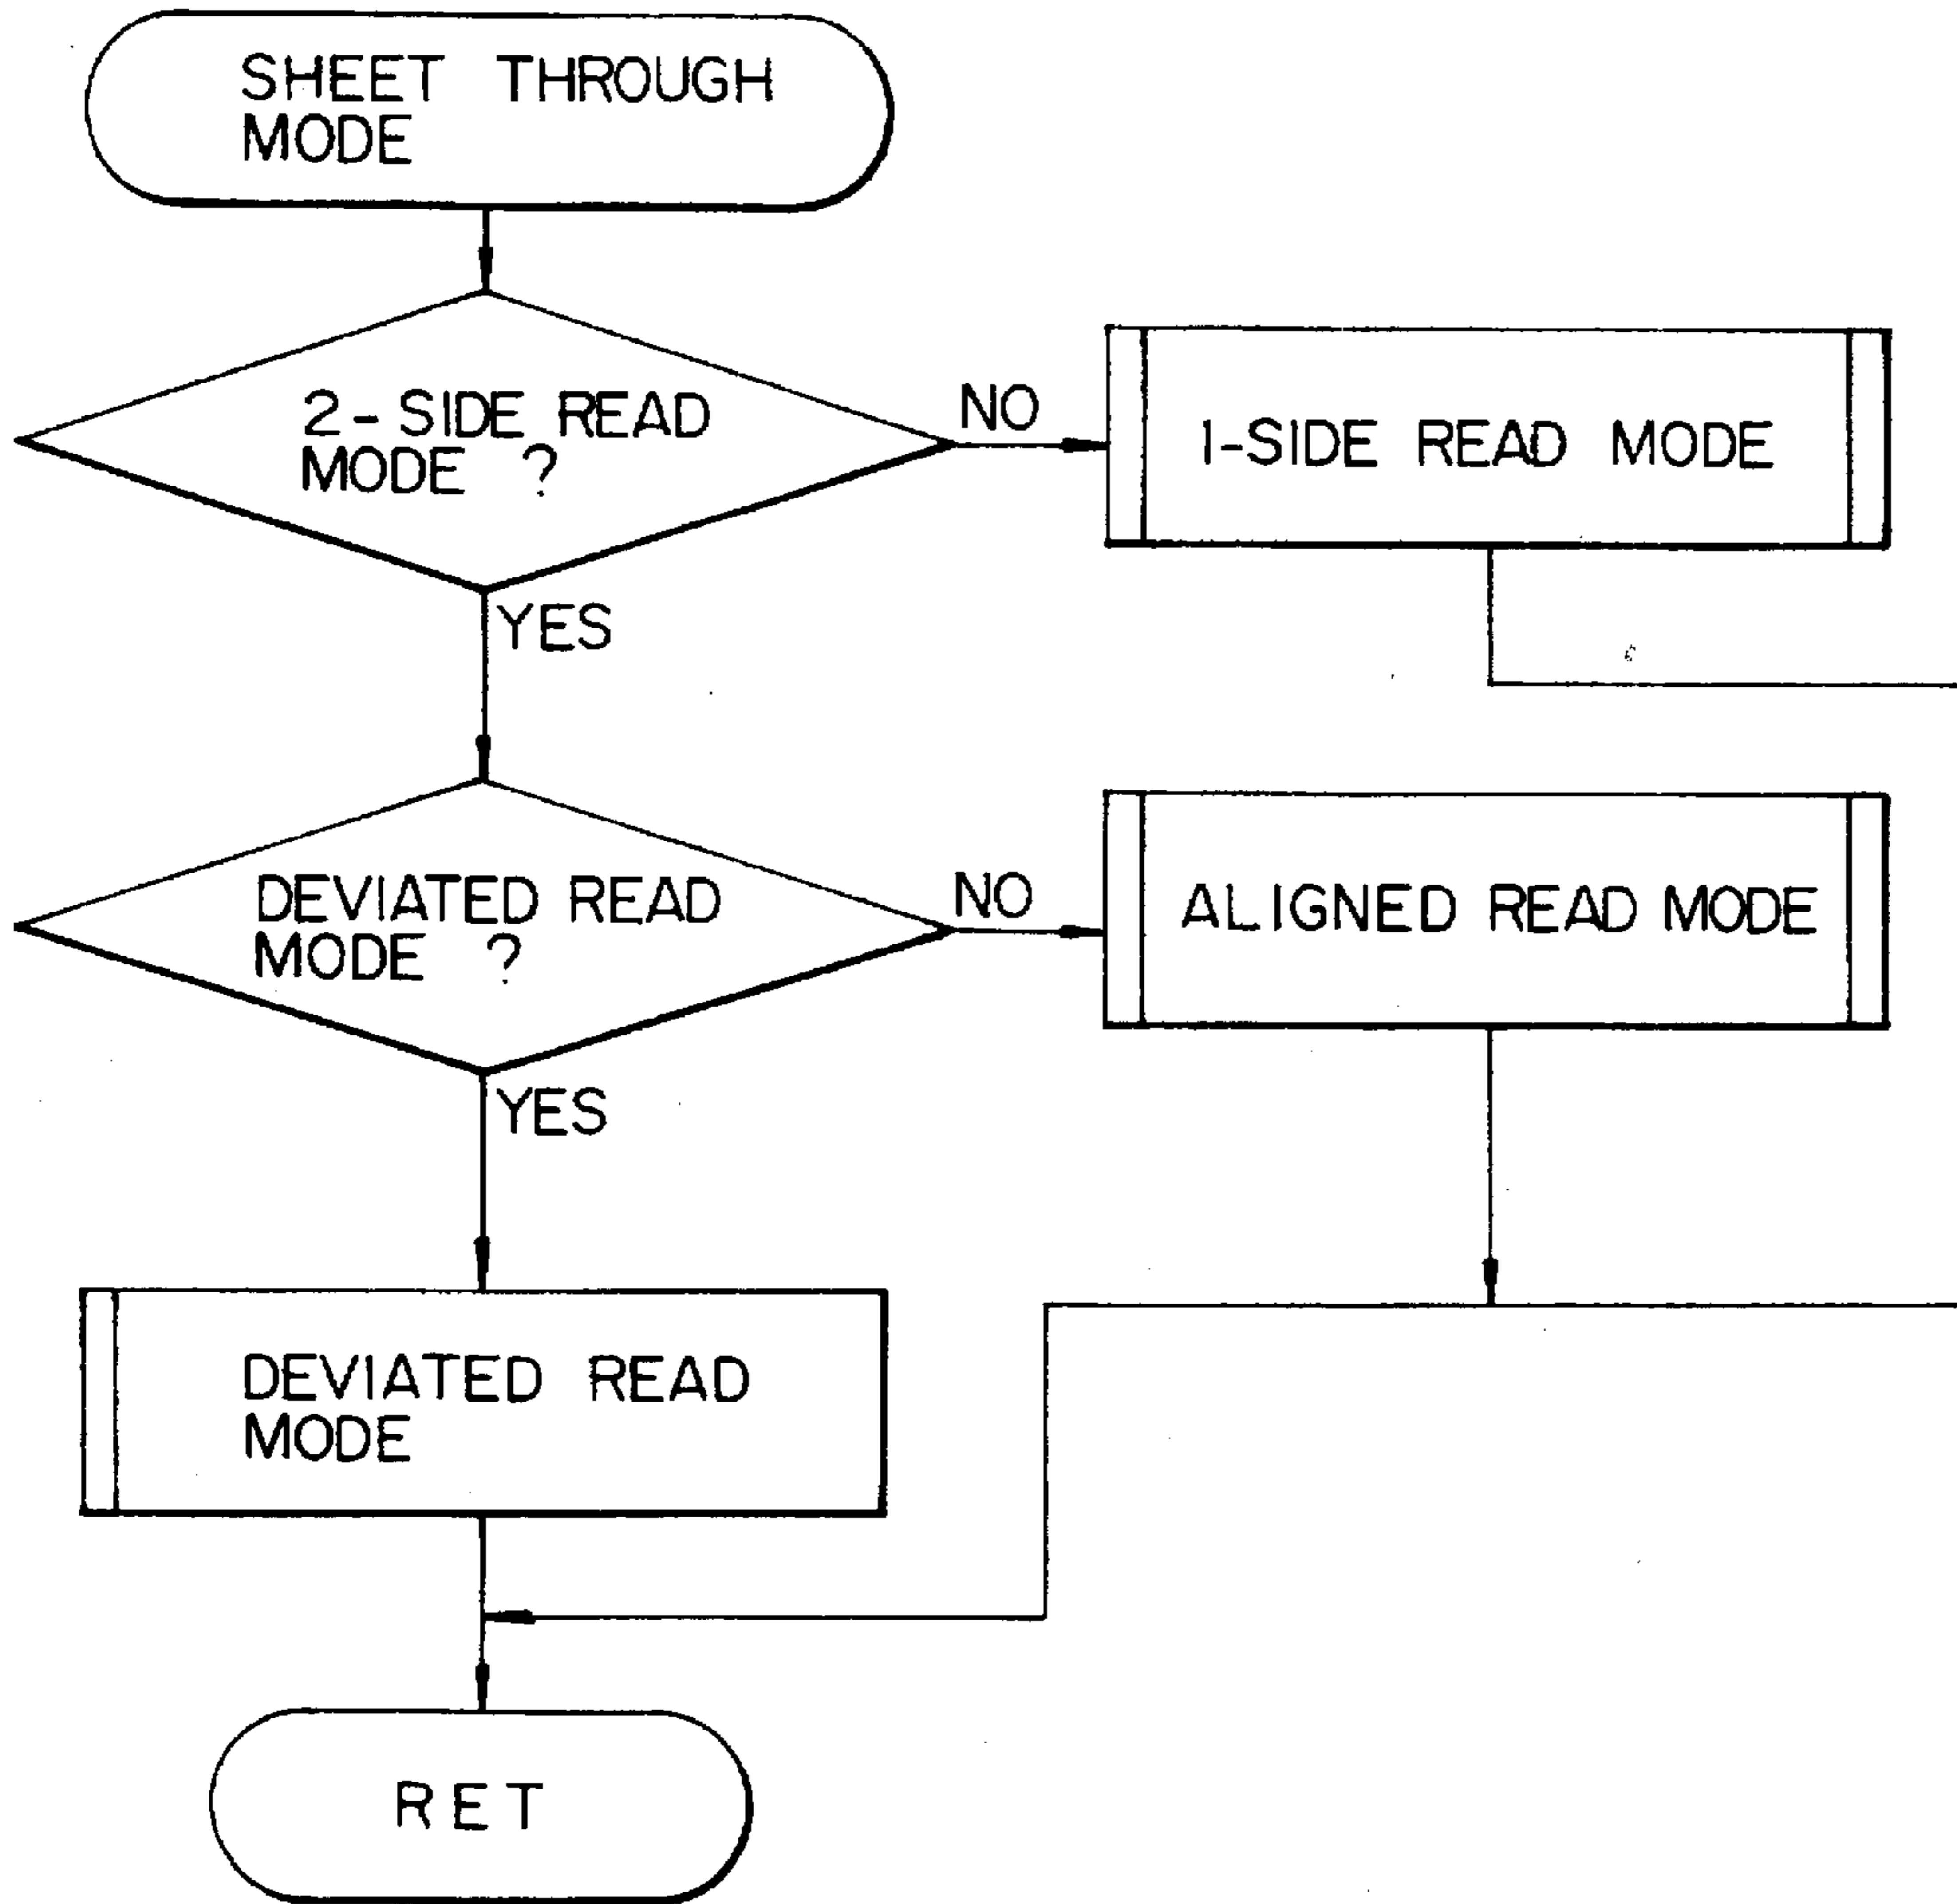 SHEET THROUGH
MODE
2-SIDE READ
MODE ?
NO
1-SIDE READ MODE
YES
DEVIATED READ
MODE ?
NO
ALIGNED READ MODE
YES
DEVIATED READ
MODE
RET